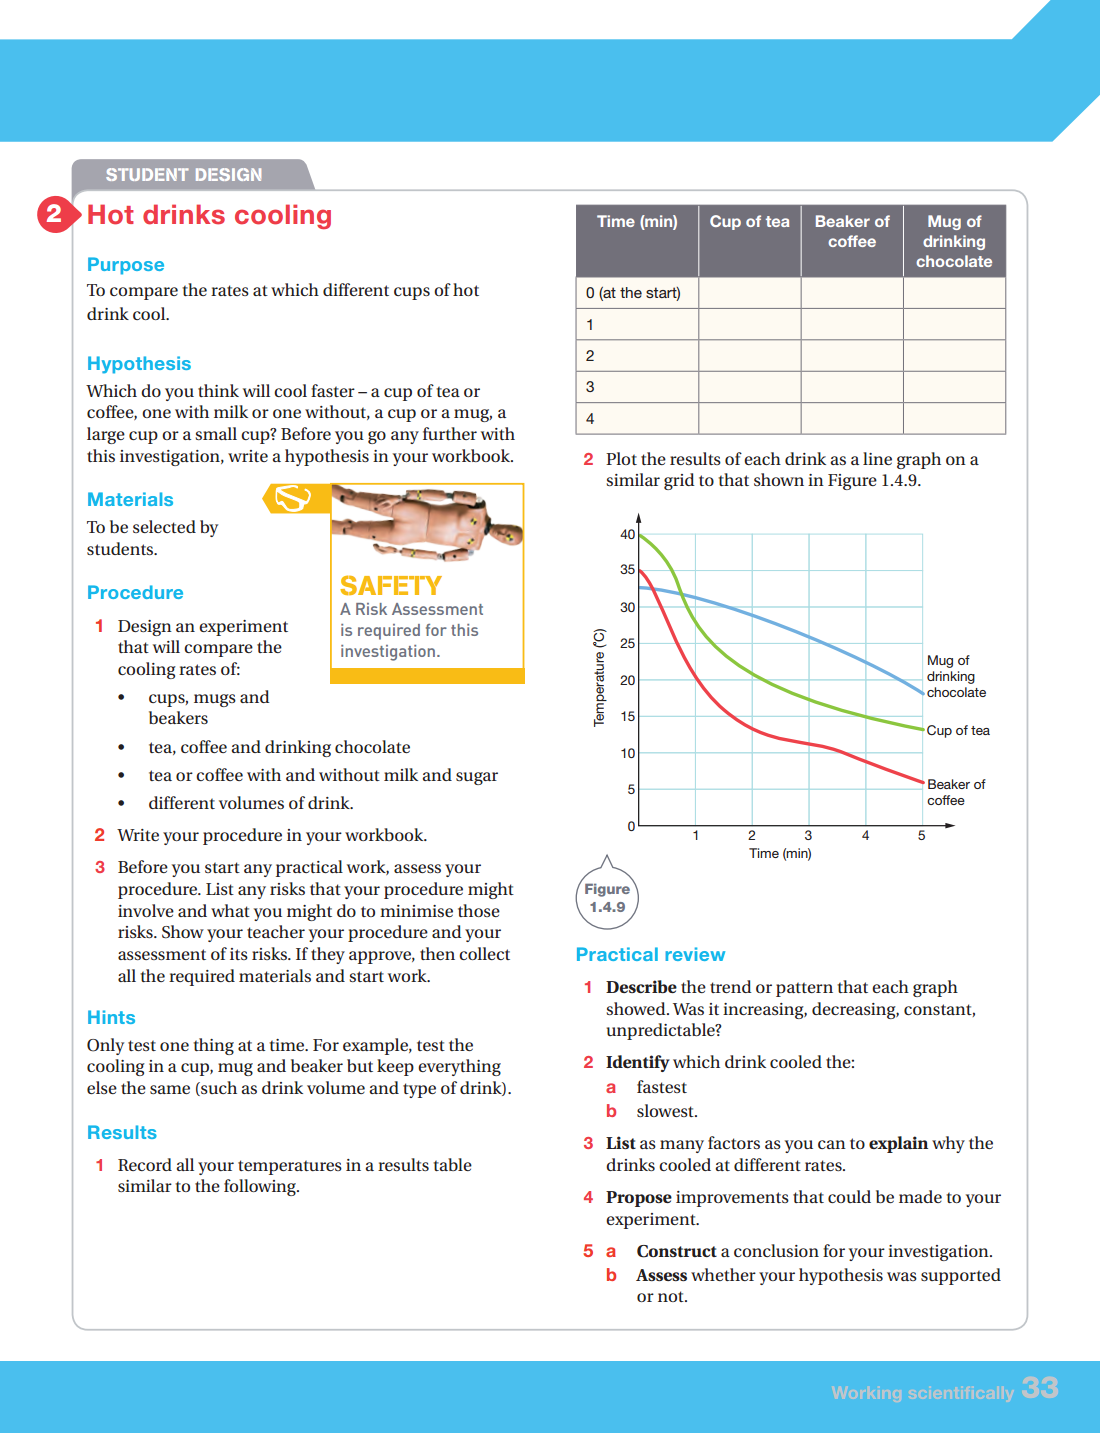 STUDENT DESIGN
2
Hot drinks cooling
Purpose
To compare the rates at which different cups of hot
drink cool.
Hypothesis
Which do you think will cool faster – a cup of tea or
coffee, one with milk or one without, a cup or a mug, a
large cup or a small cup? Before you go any further with
this investigation, write a hypothesis in your workbook.
Materials
To be selected by
students.
SAFETY
A Risk Assessment
is required for this
investigation.
Procedure
1 Design an experiment
that will compare the
cooling rates of:
• cups, mugs and
beakers
• tea, coffee and drinking chocolate
• tea or coffee with and without milk and sugar
• different volumes of drink.
2 Write your procedure in your workbook.
3 Before you start any practical work, assess your
procedure. List any risks that your procedure might
involve and what you might do to minimise those
risks. Show your teacher your procedure and your
assessment of its risks. If they approve, then collect
all the required materials and start work.
Hints
Only test one thing at a time. For example, test the
cooling in a cup, mug and beaker but keep everything
else the same (such as drink volume and type of drink).
Results
1 Record all your temperatures in a results table
similar to the following.
Time (min) Cup of tea Beaker of Mug of
coffee drinking
chocolate
0 (at the start)
1
2
3
4
2 Plot the results of each drink as a line graph on a
similar grid to that shown in Figure 1.4.9.
40
35
30
25
20
15
10
5
0
Temperature (°C)
1 2 3 4 5
Time (min)
Mug of
drinking
chocolate
Cup of tea
Beaker of
coffee
Figure
1.4.9
Practical review
1 Describe the trend or pattern that each graph
showed. Was it increasing, decreasing, constant,
unpredictable?
2 Identify which drink cooled the:
a fastest
b slowest.
3 List as many factors as you can to explain why the
drinks cooled at different rates.
4 Propose improvements that could be made to your
experiment.
5 a Construct a conclusion for your investigation.
b Assess whether your hypothesis was supported
or not.
Working scientifically 33